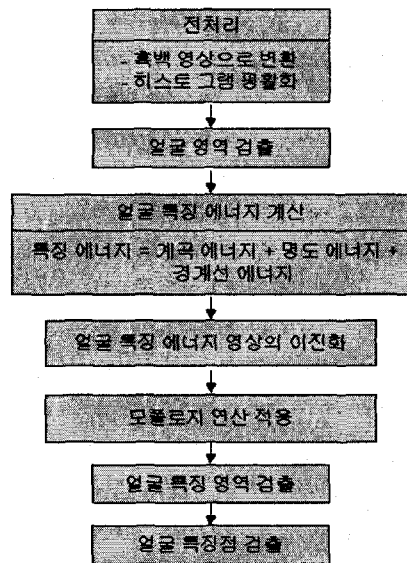 전처리
- 흑백 영상으로 변환
- 히스토 그램 평활화
얼굴 영역 검출
얼굴 특징 에너지 계산
특징 에너지 = 계곡 에너지 + 명도 에너지 +
경계선 에너지
얼굴 특징 에너지 영상의 이진화
모폴로지 연산 적용
얼굴 특징 영역 검출
얼굴 특징점 검출